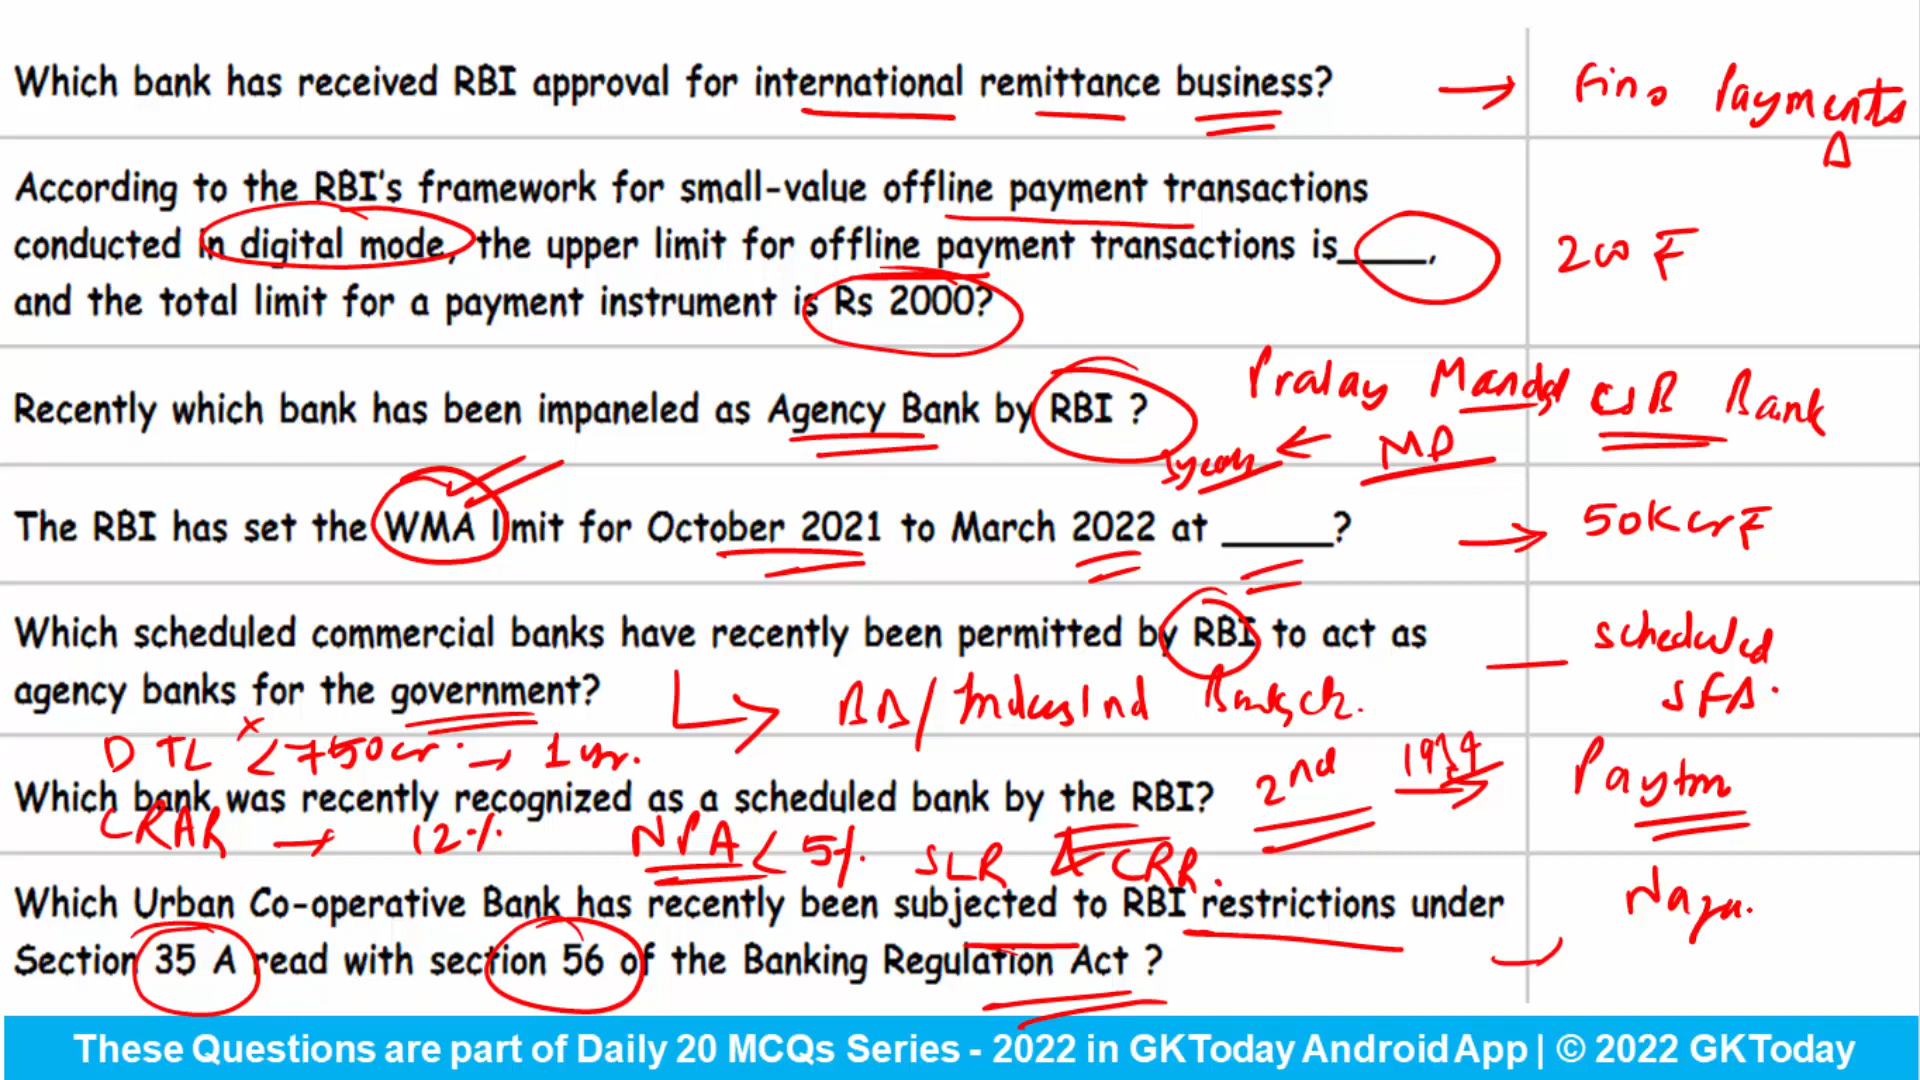 Which bank has received RBI approval for international remittance business? → Fino Payments
According to the RBI's framework for small-value offline payment transactions
conducted in digital mode, the upper limit for offline payment transactions is____, 200 ₹
and the total limit for a payment instrument is Rs 2000?
Pralay Mandal
Recently which bank has been impaneled as Agency Bank by RBI ? CSB Bank
3years ← MD
The RBI has set the WMA limit for October 2021 to March 2022 at _____? → 50K cr ₹
Which scheduled commercial banks have recently been permitted by RBI to act as scheduled
agency banks for the government? BB/ IndusInd
DTL < 750 cr. → 1 yr.
2nd 1934
Which bank was recently recognized as a scheduled bank by the RBI? Paytm
CRAR → 12% NPA < 5% SLR CRR.
Which Urban Co-operative Bank has recently been subjected to RBI restrictions under
Section 35 A read with section 56 of the Banking Regulation Act ?
These Questions are part of Daily 20 MCQs Series - 2022 in GKToday Android App | © 2022 GKToday